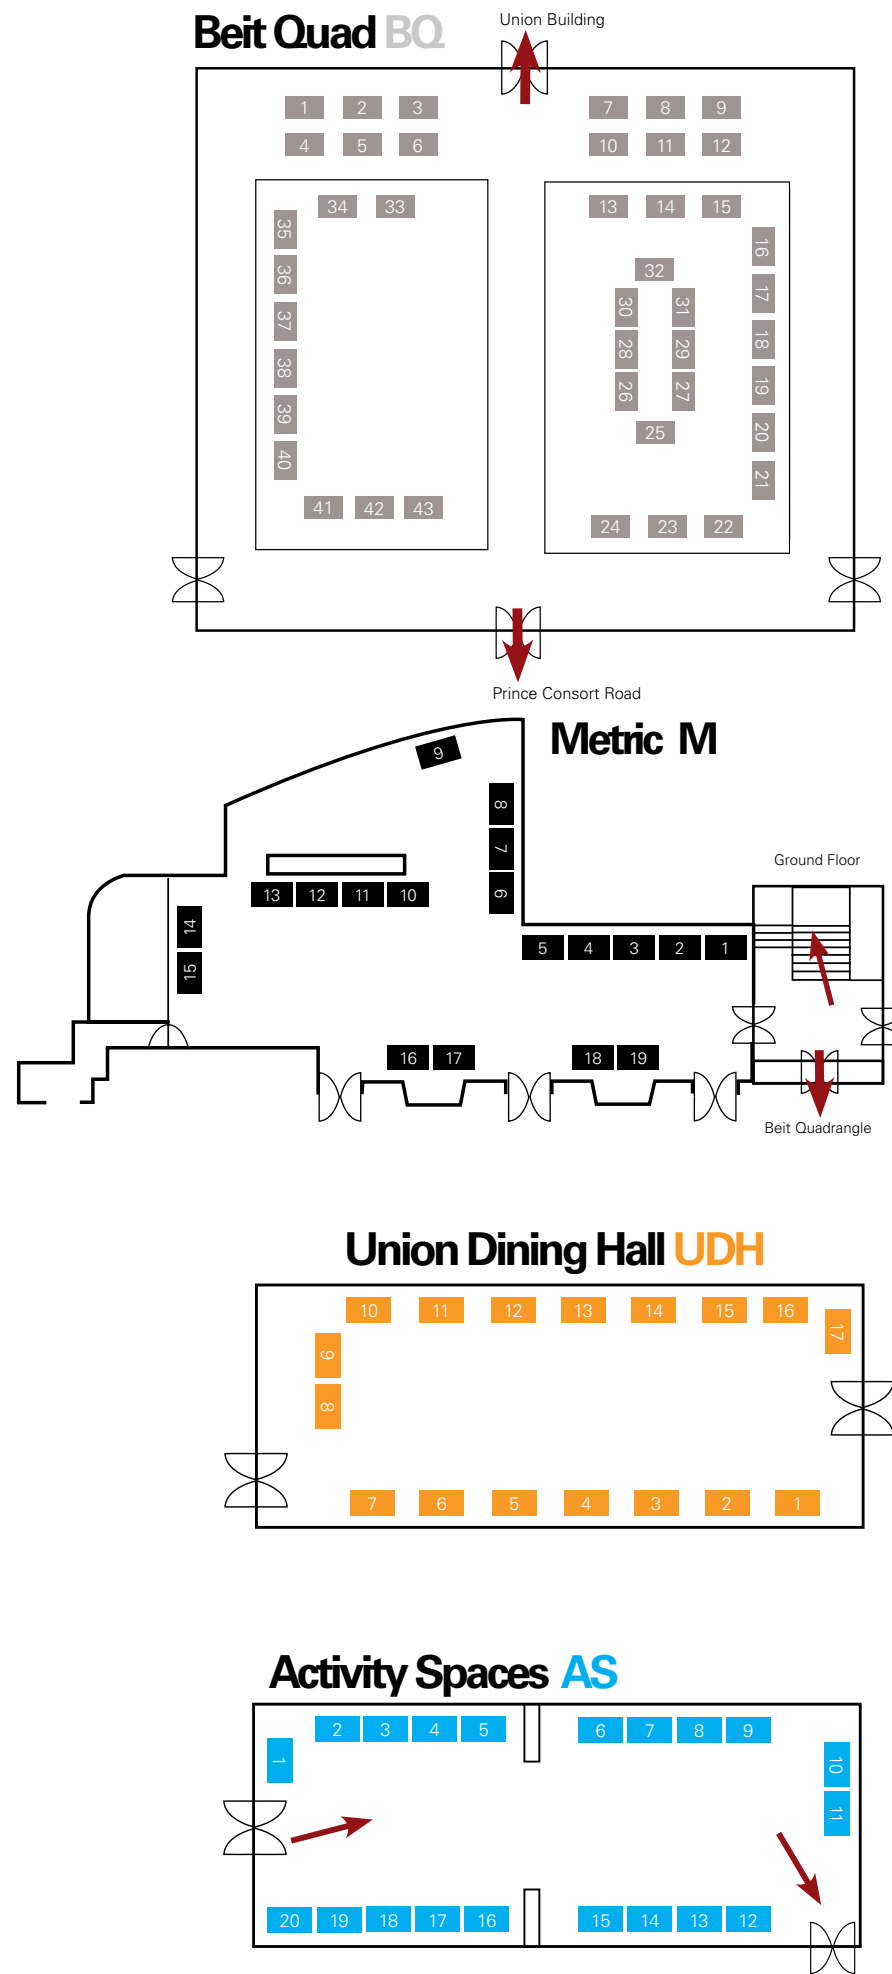 Beit Quad BQ
Union Building
1 2 3 7 8 9
4 5 6 10 11 12
34 33 13 14 15
35
36
37
38
39
40
41 42 43
16
17
18
19
20
21
32
30 31
28 29
26 27
25
24 23 22
Prince Consort Road
Metric M
9
8
7
6
Ground Floor
13 12 11 10
14
15
5 4 3 2 1
16 17 18 19
Beit Quadrangle
Union Dining Hall UDH
10 11 12 13 14 15 16
17
9
8
7 6 5 4 3 2 1
Activity Spaces AS
2 3 4 5 6 7 8 9
1
10
11
20 19 18 17 16 15 14 13 12